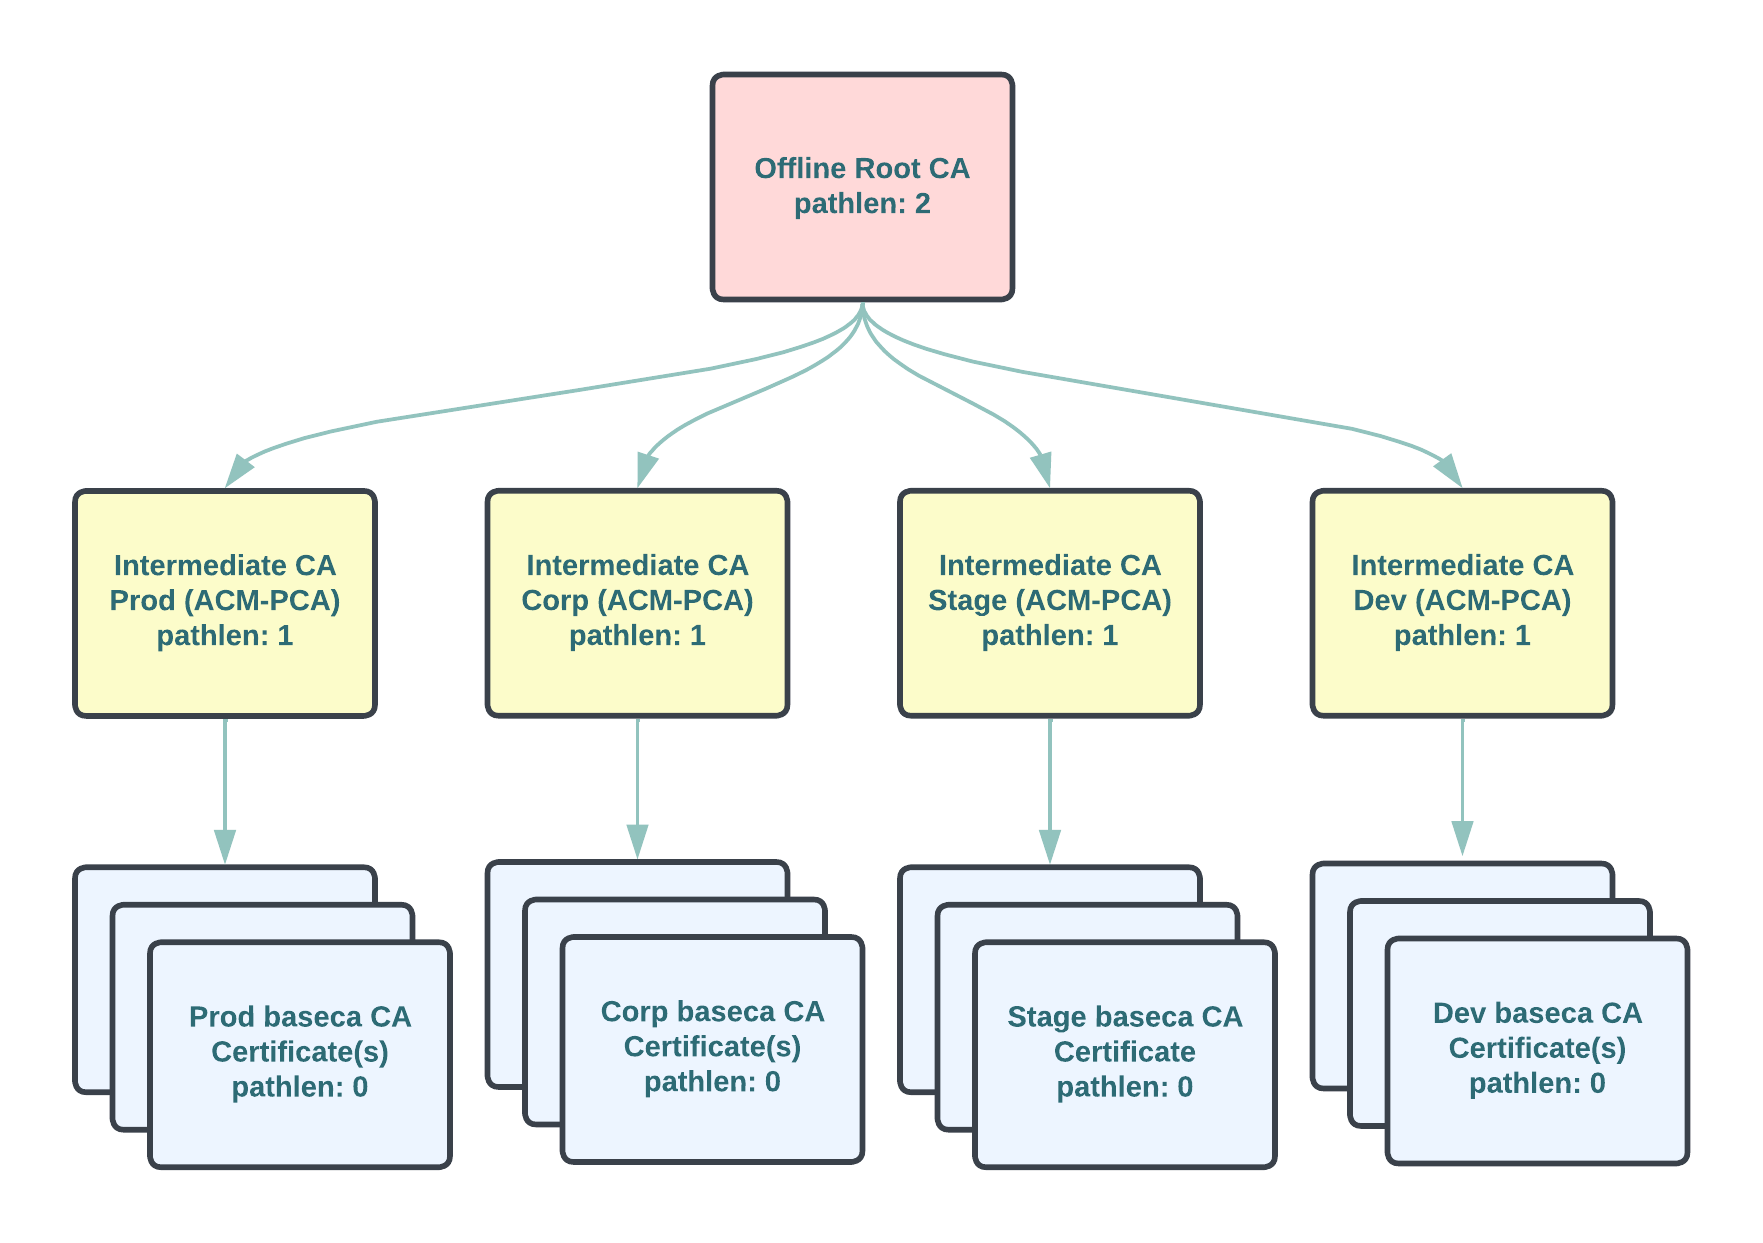 Offline Root CA
pathlen: 2
Intermediate CA
Prod (ACM-PCA)
pathlen: 1
Intermediate CA
Corp (ACM-PCA)
pathlen: 1
Intermediate CA
Stage (ACM-PCA)
pathlen: 1
Intermediate CA
Dev (ACM-PCA)
pathlen: 1
Prod baseca CA
Certificate(s)
pathlen: 0
Corp baseca CA
Certificate(s)
pathlen: 0
Stage baseca CA
Certificate
pathlen: 0
Dev baseca CA
Certificate(s)
pathlen: 0